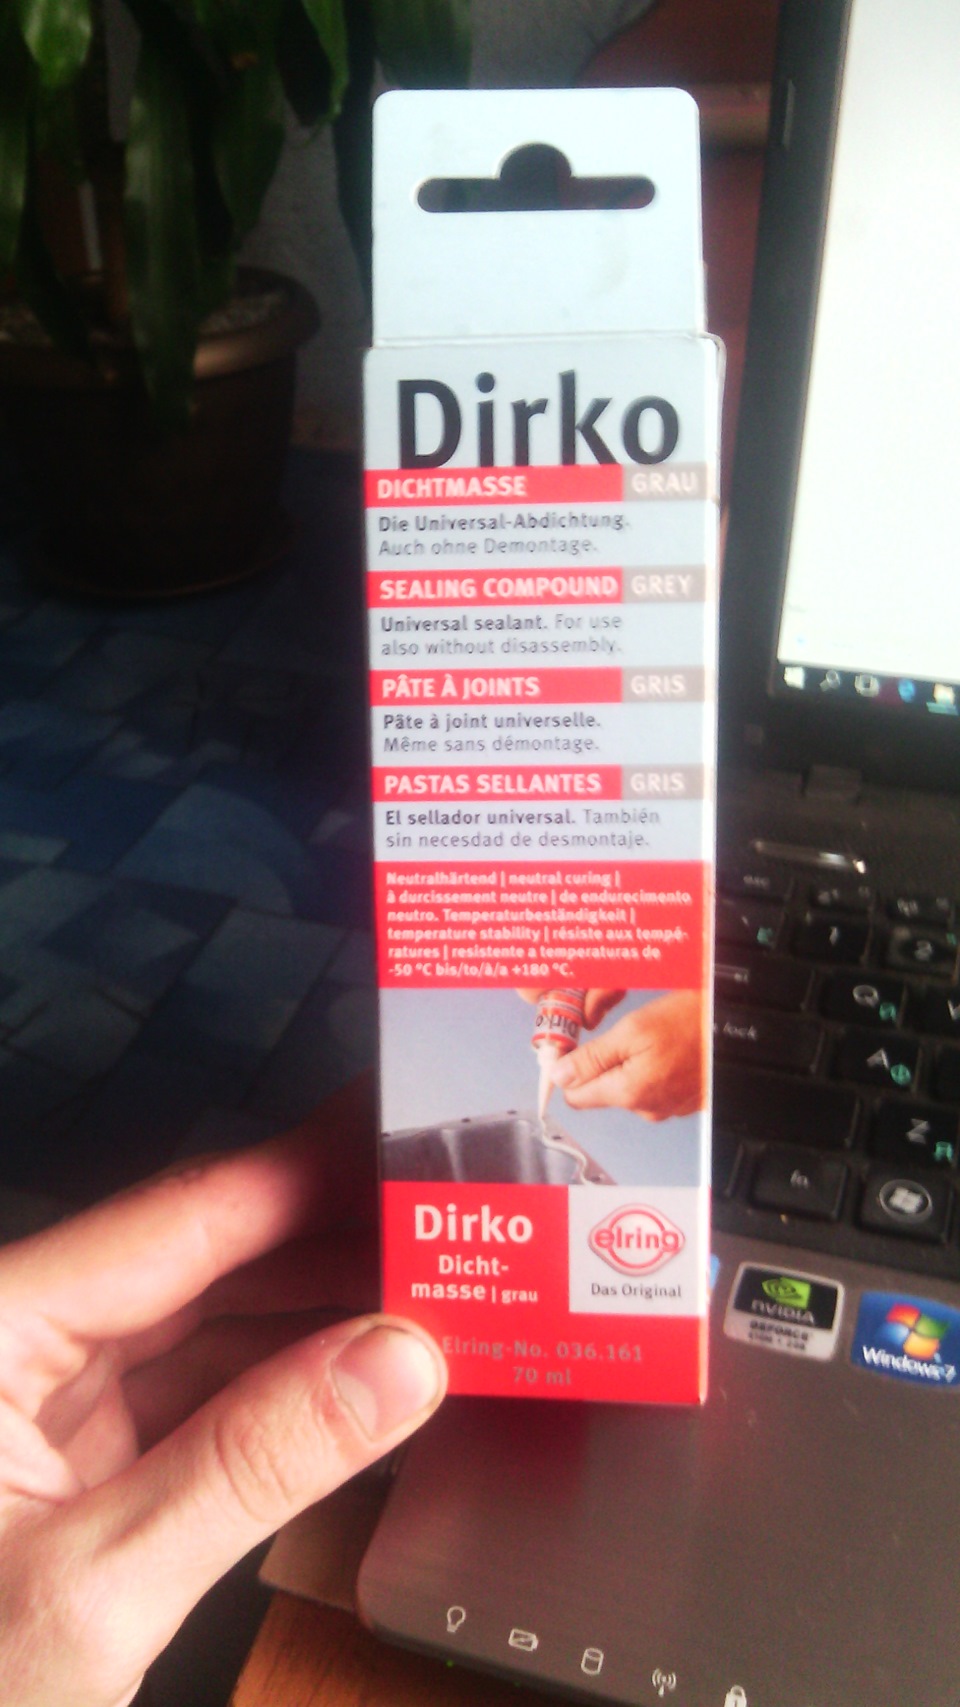 Dirko
DICHTMASSE GRAU
Die Universal-Abdichtung.
Auch ohne Demontage.
SEALING COMPOUND GREY
Universal sealant. For use
also without disassembly.
PÂTE À JOINTS GRIS
Pâte à joint universelle.
Même sans démontage.
PASTAS SELLANTES GRIS
El sellador universal. También
sin necesdad de desmontaje.
Neutralhärtend | neutral curing |
à durcissement neutre | de endurecimento
neutro. Temperaturbeständigkeit |
temperature stability | résiste aux tempé-
ratures | resistente a temperaturas de
-50 °C bis/to/à/a +180 °C.
Dirko
Dirko
Dicht-
masse | grau
elring
Das Original
Elring-No. 036.161
70 ml
lock
Q
A
Z
fn
nVIDIA
GEFORCE
Windows 7